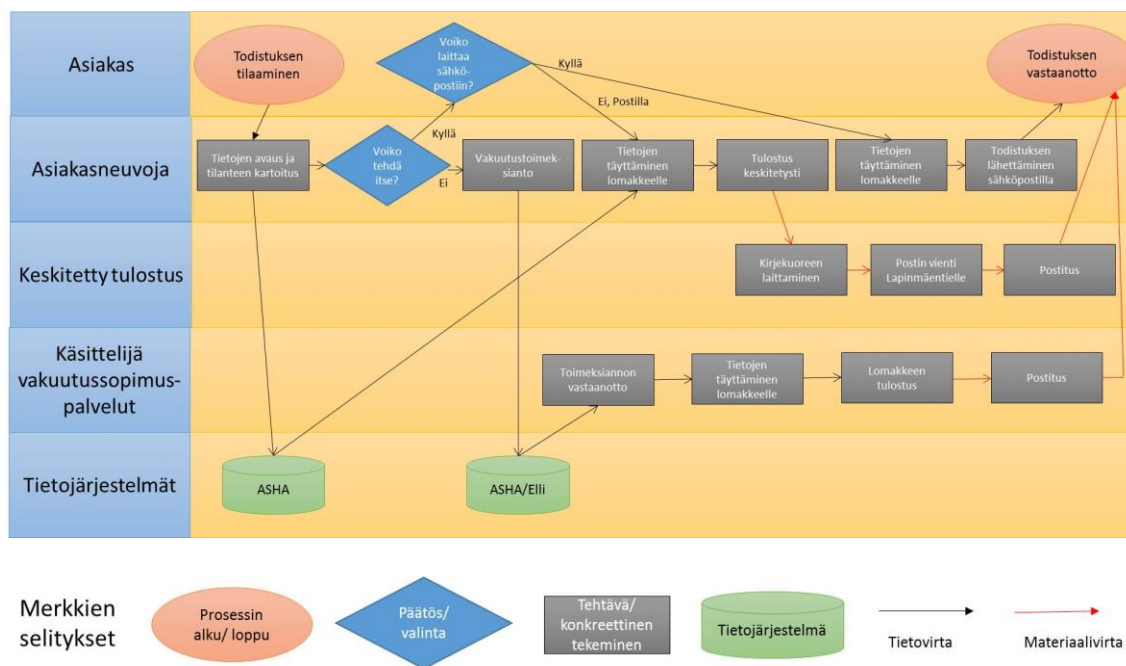 Asiakas
Todistuksen
tilaaminen
Voiko
laittaa
sähkö-
postiin?
Kyllä
Ei, Postilla
Todistuksen
vastaanotto
Asiakasneuvoja
Tietojen avaus ja
tilanteen kartoitus
Voiko
tehdä
itse?
Kyllä
Ei
Vakuutustoimek-
sianto
Tietojen
täyttäminen
lomakkeelle
Tulostus
keskitetysti
Tietojen
täyttäminen
lomakkeelle
Todistuksen
lähettäminen
sähköpostilla
Keskitetty tulostus
Kirjekuoreen
laittaminen
Postin vienti
Lapinmäentielle
Postitus
Käsittelijä
vakuutussopimus-
palvelut
Toimeksiannon
vastaanotto
Tietojen
täyttäminen
lomakkeelle
Lomakkeen
tulostus
Postitus
Tietojärjestelmät
ASHA
ASHA/Elli
Merkkien
selitykset
Prosessin
alku/ loppu
Päätös/
valinta
Tehtävä/
konkreettinen
tekeminen
Tietojärjestelmä
Tietovirta
Materiaalivirta